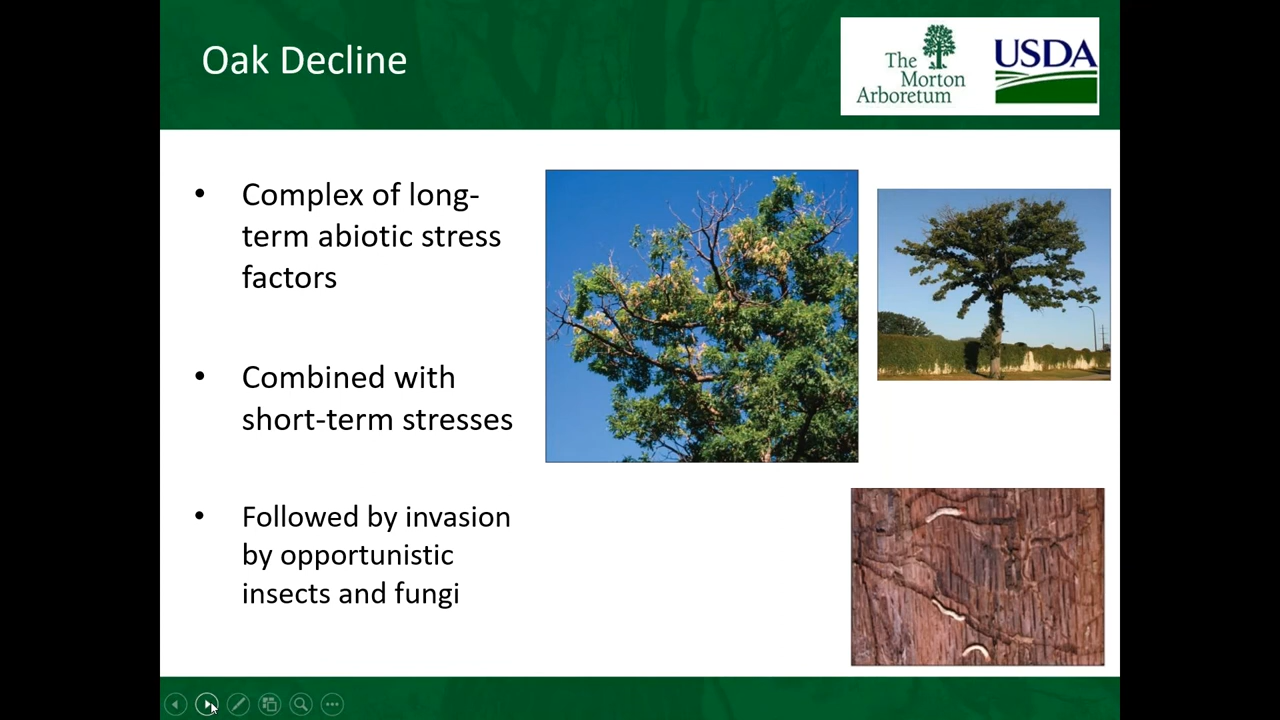 Oak Decline
The
Morton
Arboretum
USDA
• Complex of long-
term abiotic stress
factors
• Combined with
short-term stresses
• Followed by invasion
by opportunistic
insects and fungi